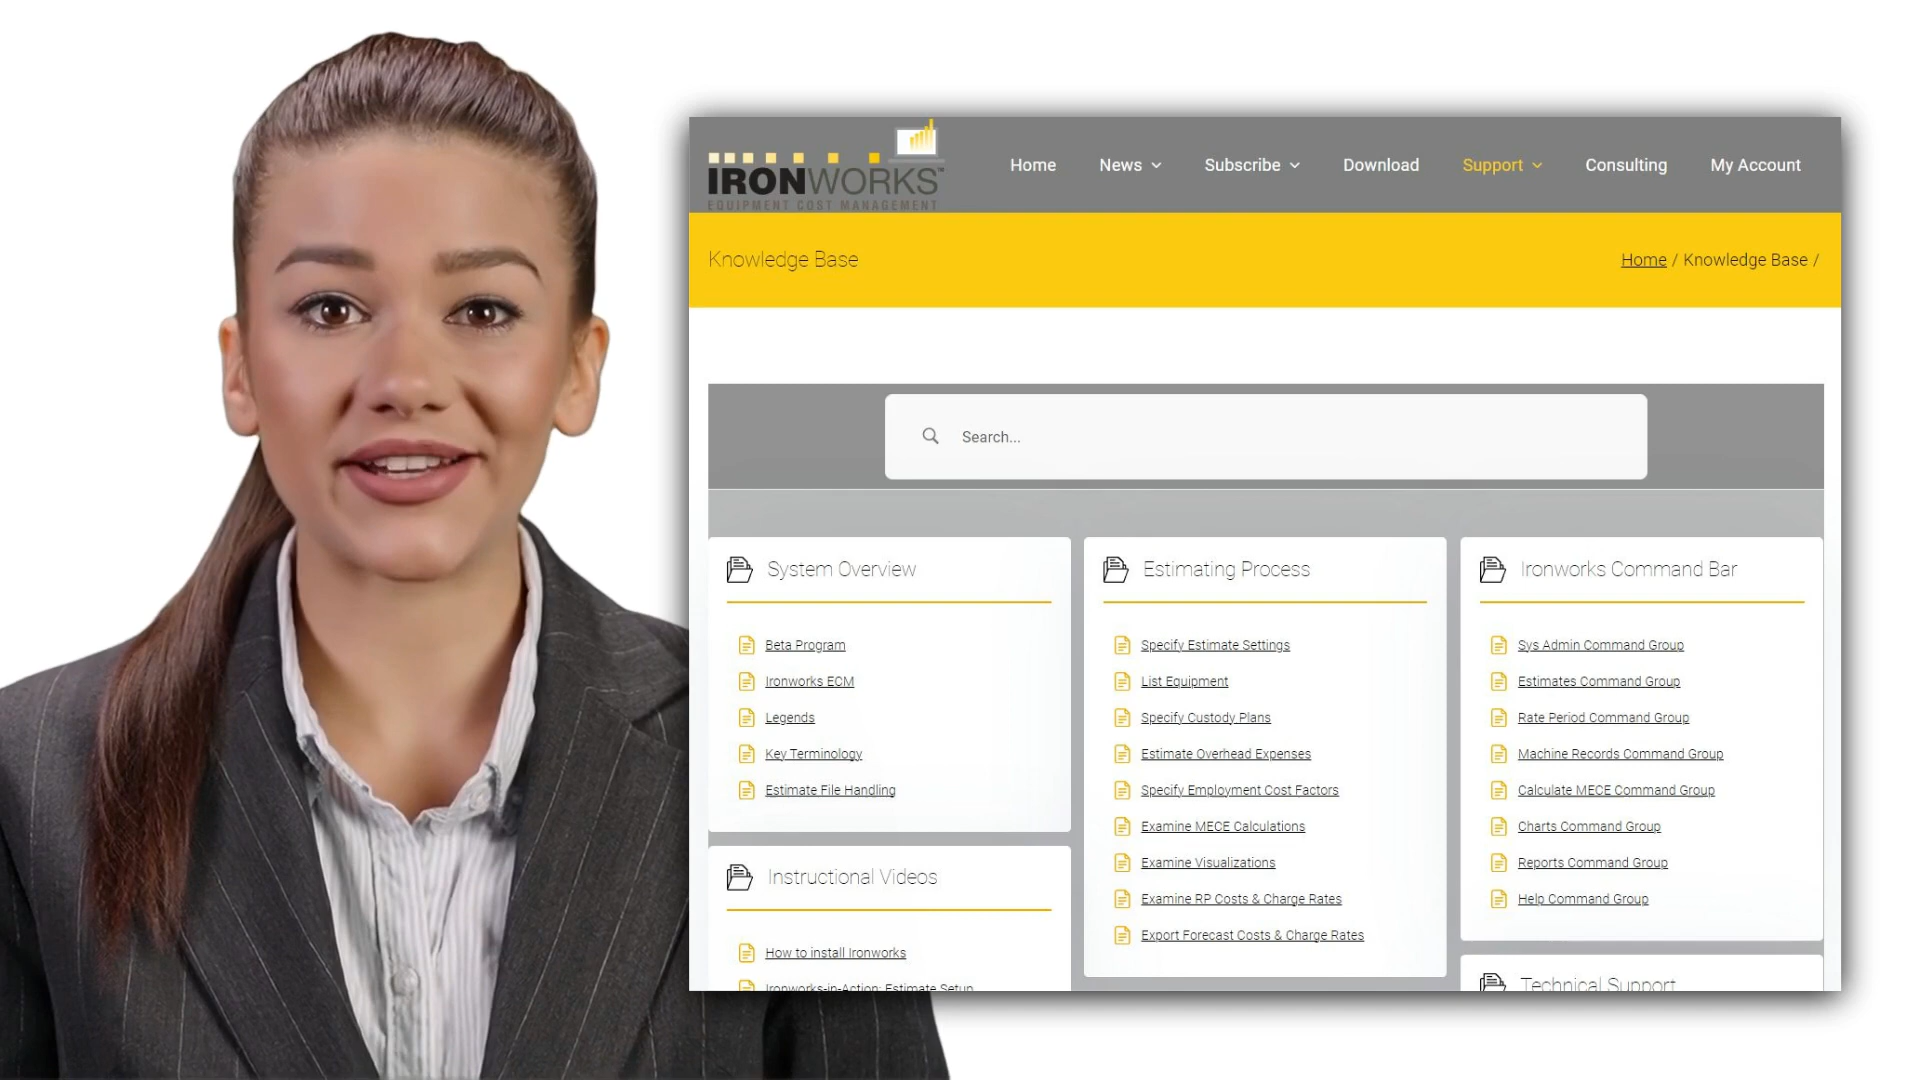 IRONWORKS™
EQUIPMENT COST MANAGEMENT
Home
News
Subscribe
Download
Support
Consulting
My Account
Knowledge Base
Home / Knowledge Base /
Search...
System Overview
Beta Program
Ironworks ECM
Legends
Key Terminology
Estimate File Handling
Instructional Videos
How to install Ironworks
Ironworks-in-Action: Estimate Setup
Estimating Process
Specify Estimate Settings
List Equipment
Specify Custody Plans
Estimate Overhead Expenses
Specify Employment Cost Factors
Examine MECE Calculations
Examine Visualizations
Examine RP Costs & Charge Rates
Export Forecast Costs & Charge Rates
Ironworks Command Bar
Sys Admin Command Group
Estimates Command Group
Rate Period Command Group
Machine Records Command Group
Calculate MECE Command Group
Charts Command Group
Reports Command Group
Help Command Group
Technical Support